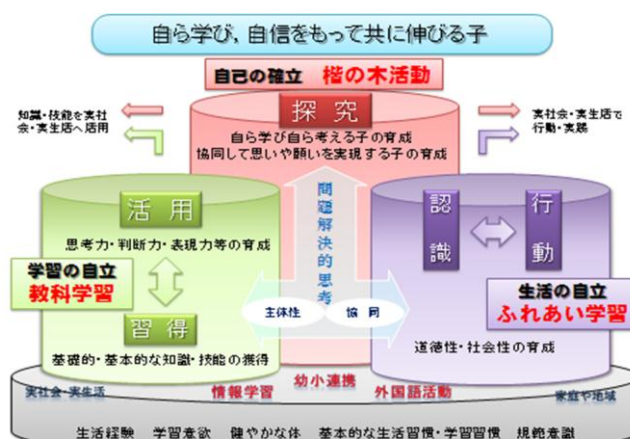 自ら学び，自信をもって共に伸びる子
自己の確立 楷の木活動
探 究
知識・技能を実社
会・実生活へ活用
実社会・実生活で
行動・実践
自ら学び自ら考える子の育成
協同して思いや願いを実現する子の育成
活 用
思考力・判断力・表現力等の育成
学習の自立
教科学習
習 得
基礎的・基本的な知識・技能の獲得
問題解決的思考
主体性
協 同
認識
行動
生活の自立
ふれあい学習
道徳性・社会性の育成
実社会・実生活
情報学習
幼小連携
外国語活動
家庭や地域
生活経験 学習意欲 健やかな体 基本的な生活習慣・学習習慣 規範意識